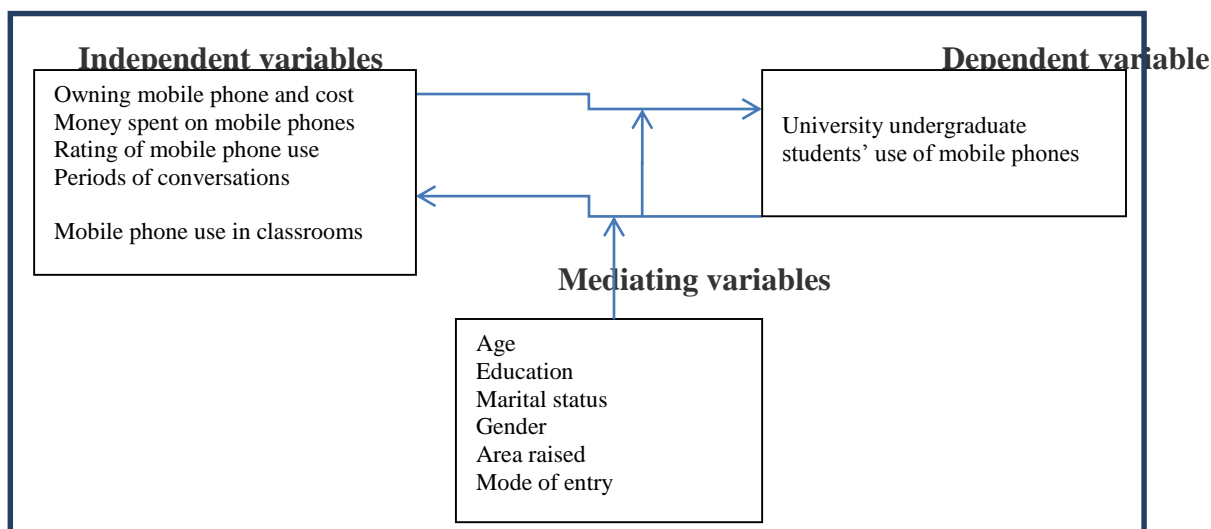 Independent variables
Dependent variable
Owning mobile phone and cost
Money spent on mobile phones
Rating of mobile phone use
Periods of conversations
Mobile phone use in classrooms
University undergraduate
students’ use of mobile phones
Mediating variables
Age
Education
Marital status
Gender
Area raised
Mode of entry